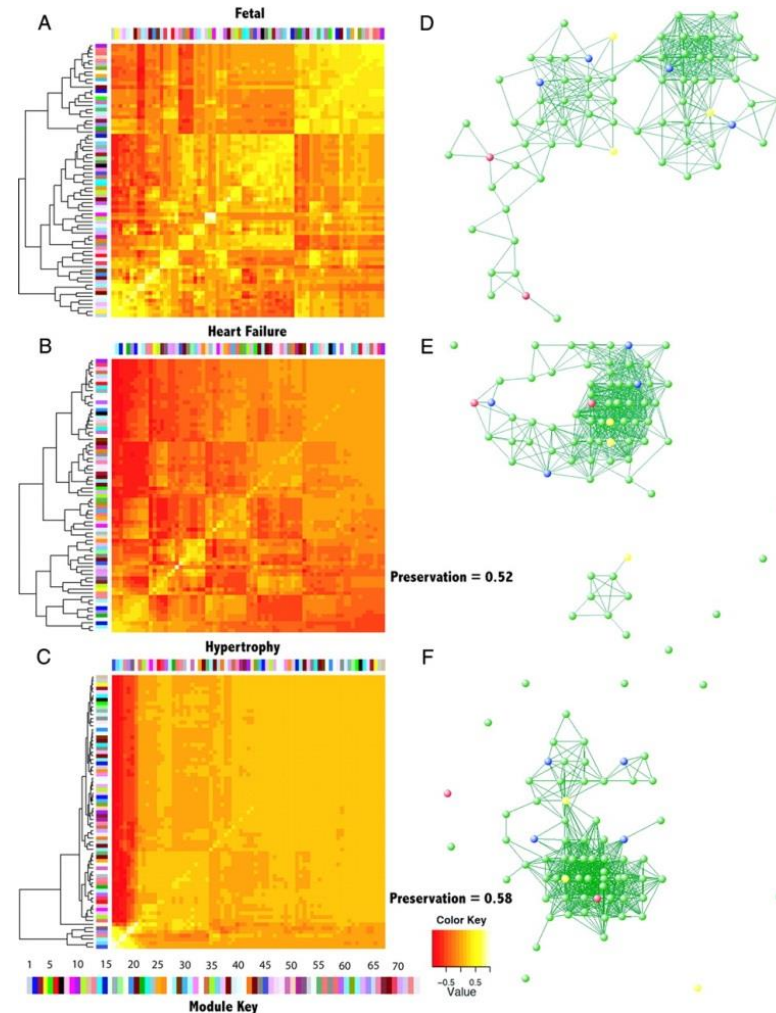 Fetal
A
D
Heart Failure
B
E
Preservation = 0.52
Hypertrophy
C
F
Preservation = 0.58
Color Key
-0.5 0.5
Value
1 5 10 15 20 25 30 35 40 45 50 55 60 65 70
Module Key